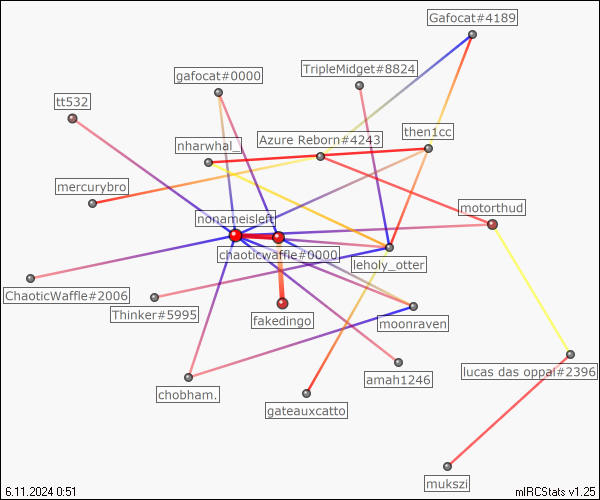 Gafocat#4189
TripleMidget#8824
gafocat#0000
tt532
then1cc
Azure Reborn#4243
nharwhal_
mercurybro
motorthud
nonameisleft
chaoticwaffle#0000
leholy_otter
ChaoticWaffle#2006
Thinker#5995
fakedingo
moonraven
lucas das oppal#2396
amah1246
chobham.
gateauxcatto
mukszi
6.11.2024 0:51
mIRCStats v1.25